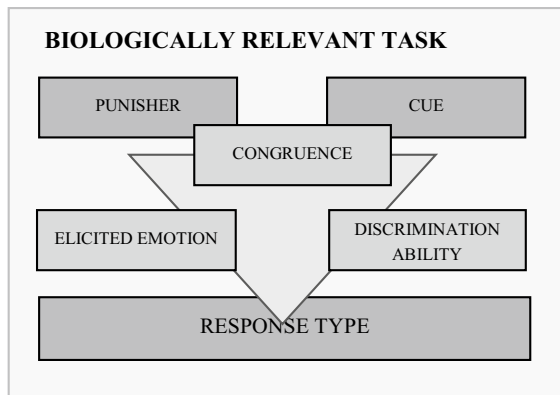 BIOLOGICALLY RELEVANT TASK
PUNISHER
CUE
CONGRUENCE
ELICITED EMOTION
DISCRIMINATION
ABILITY
RESPONSE TYPE